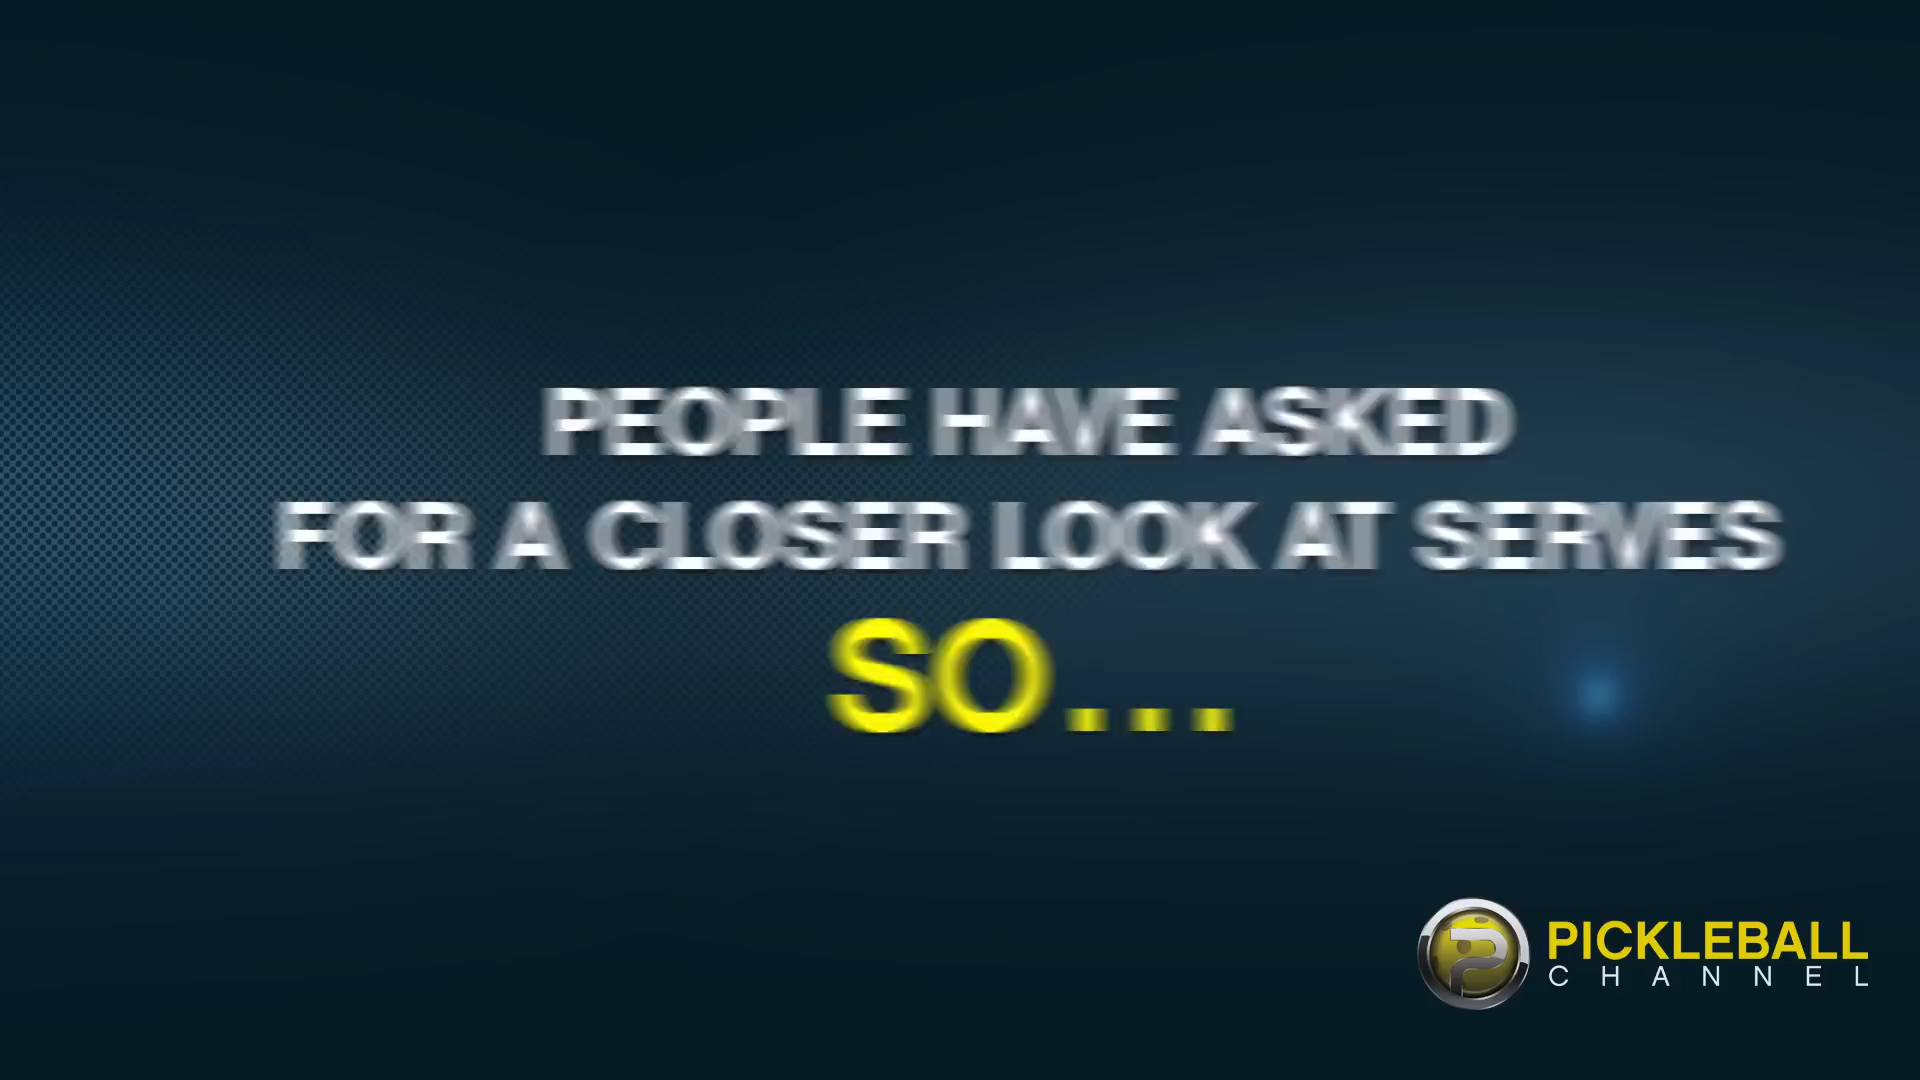 PEOPLE HAVE ASKED
FOR A CLOSER LOOK AT SERVES
SO...
PICKLEBALL
CHANNEL